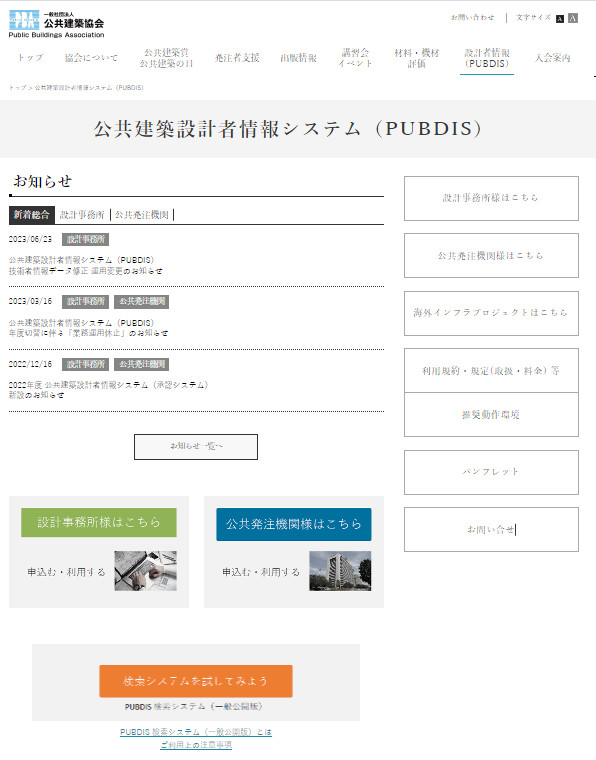 PBA
一般社団法人
公共建築協会
Public Buildings Association
お問い合わせ
文字サイズ A A
トップ
協会について
公共建築賞
公共建築の日
発注者支援
出版情報
講習会
イベント
材料・機材
評価
設計者情報
(PUBDIS)
入会案内
トップ > 公共建築設計者情報システム(PUBDIS)
公共建築設計者情報システム(PUBDIS)
お知らせ
新着総合 設計事務所 公共発注機関
2023/06/23 設計事務所
公共建築設計者情報システム(PUBDIS)
技術者情報データ修正 運用変更のお知らせ
2023/03/16 設計事務所 公共発注機関
公共建築設計者情報システム(PUBDIS)
年度切替に伴う「業務運用休止」のお知らせ
2022/12/16 設計事務所 公共発注機関
2022年度 公共建築設計者情報システム(承認システム)
新設のお知らせ
お知らせ一覧へ
設計事務所様はこちら
申込む・利用する
公共発注機関様はこちら
申込む・利用する
検索システムを試してみよう
PUBDIS 検索システム(一般公開版)
PUBDIS 検索システム(一般公開版)とは
ご利用上の注意事項
設計事務所様はこちら
公共発注機関様はこちら
海外インフラプロジェクトはこちら
利用規約・規定(取扱・料金) 等
推奨動作環境
パンフレット
お問い合せ